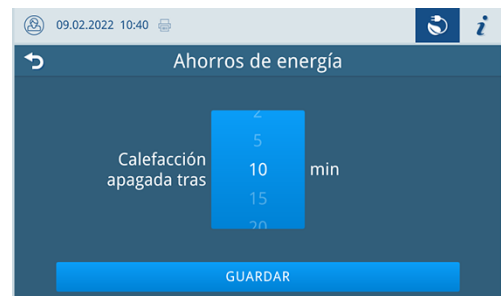 09.02.2022 10:40
i
Ahorros de energía
2
5
Calefacción
apagada tras
10 min
15
20
GUARDAR